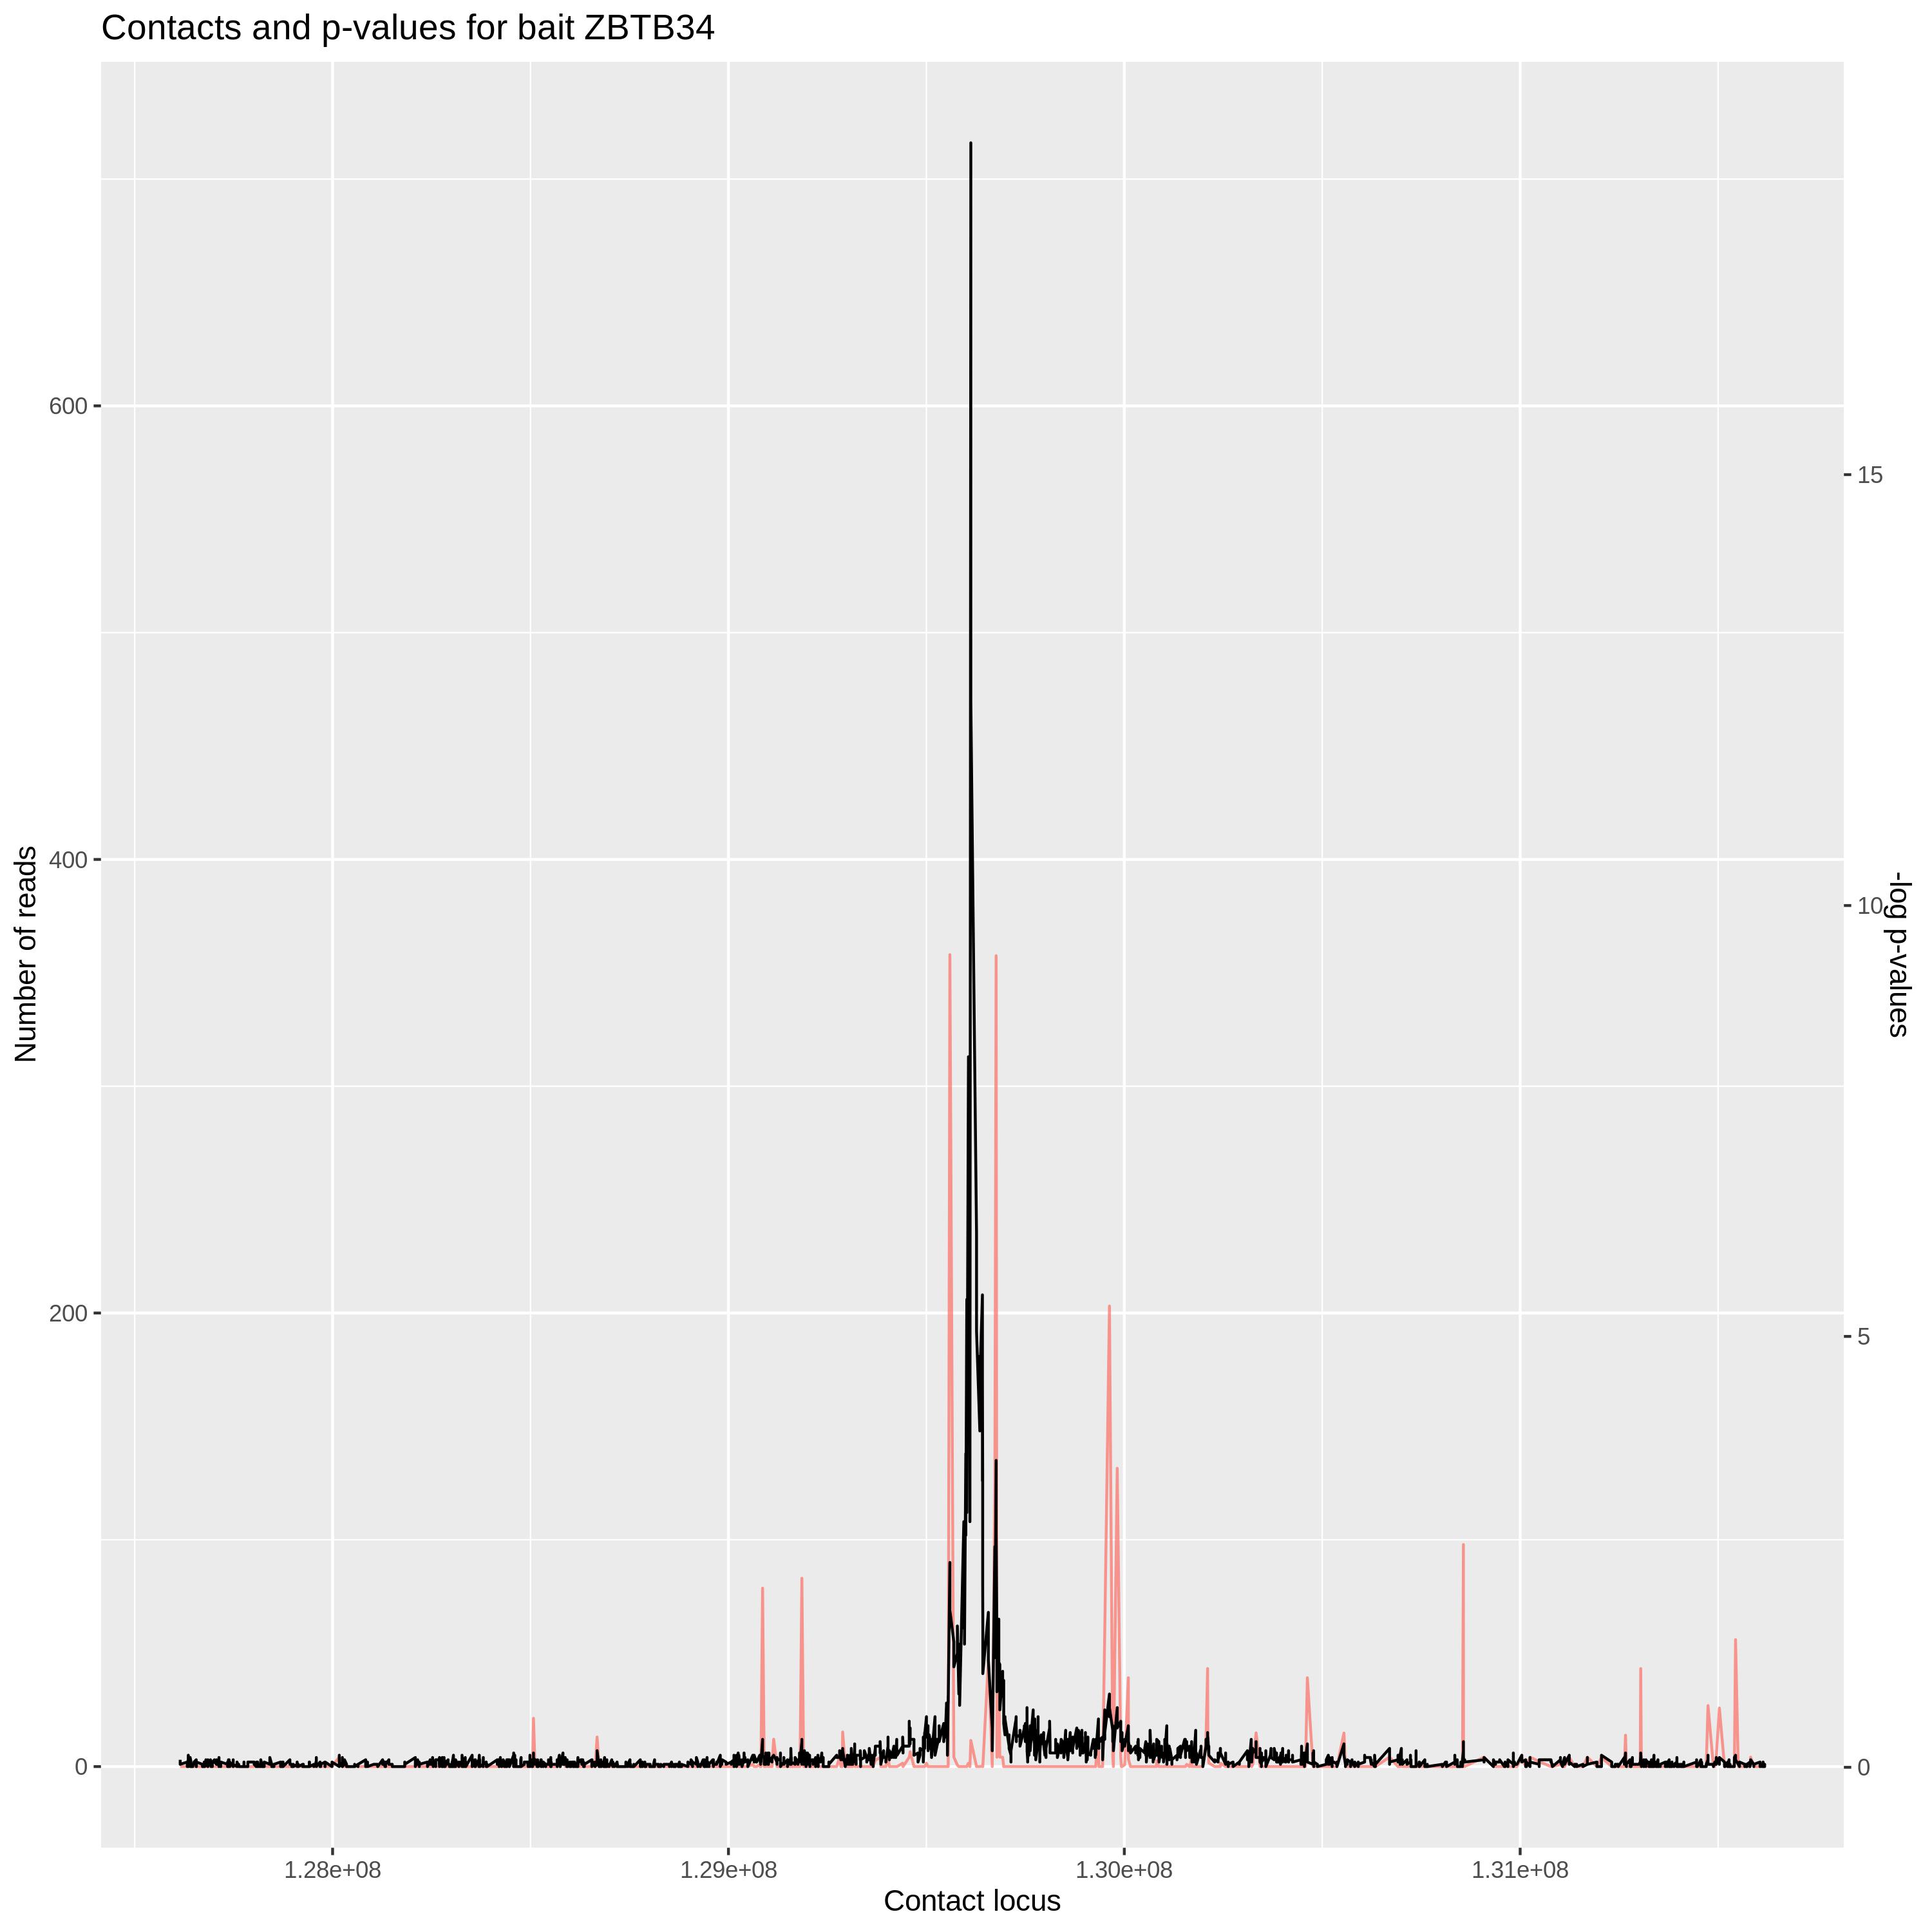 Contacts and p-values for bait ZBTB34
Number of reads
600
400
200
0
15
10
5
0
-log p-values
1.28e+08
1.29e+08
1.30e+08
1.31e+08
Contact locus